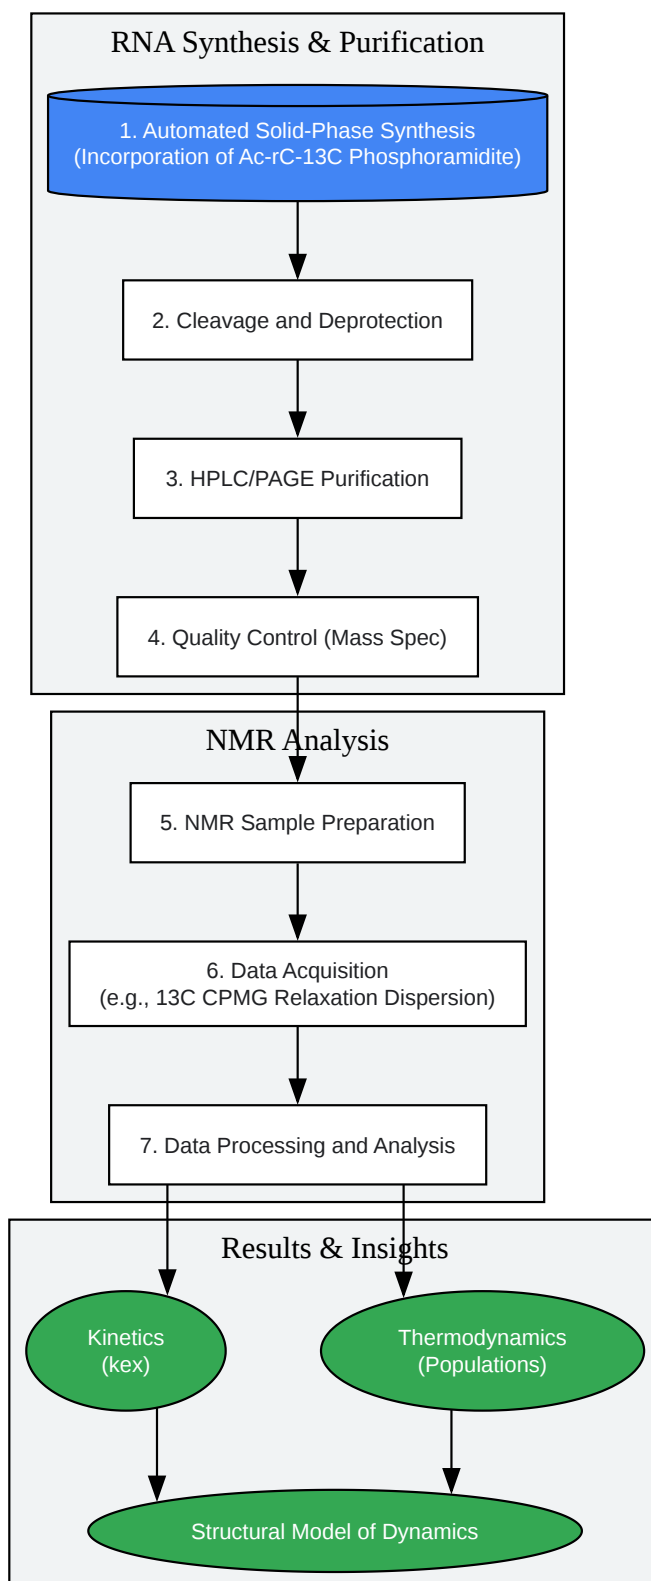 RNA Synthesis & Purification
1. Automated Solid-Phase Synthesis
(Incorporation of Ac-rC-13C Phosphoramidite)
2. Cleavage and Deprotection
3. HPLC/PAGE Purification
4. Quality Control (Mass Spec)
NMR Analysis
5. NMR Sample Preparation
6. Data Acquisition
(e.g., 13C CPMG Relaxation Dispersion)
7. Data Processing and Analysis
Results & Insights
Kinetics
(kex)
Thermodynamics
(Populations)
Structural Model of Dynamics